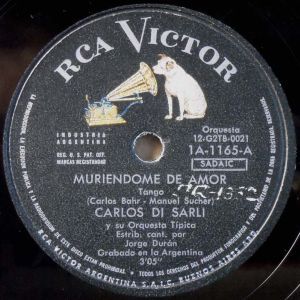 RCA VICTOR
INDUSTRIA
ARGENTINA
REG. U. S. PAT. OFF.
MARCAS REGISTRADAS
Orquesta
12-G2TB-0021
1A-1165-A
SADAIC
MURIENDOME DE AMOR
Tango
(Carlos Bahr - Manuel Sucher)
CARLOS DI SARLI
y su Orquesta Típica
Estrib. cant. por
Jorge Durán
Grabado en la Argentina
3'05"
RCA VICTOR ARGENTINA S.A.I.C. BUENOS AIRES